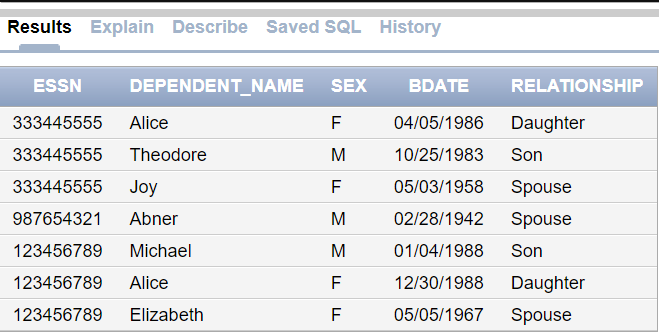 Results Explain Describe Saved SQL History
ESSN DEPENDENT_NAME SEX BDATE RELATIONSHIP
333445555 Alice F 04/05/1986 Daughter
333445555 Theodore M 10/25/1983 Son
333445555 Joy F 05/03/1958 Spouse
987654321 Abner M 02/28/1942 Spouse
123456789 Michael M 01/04/1988 Son
123456789 Alice F 12/30/1988 Daughter
123456789 Elizabeth F 05/05/1967 Spouse